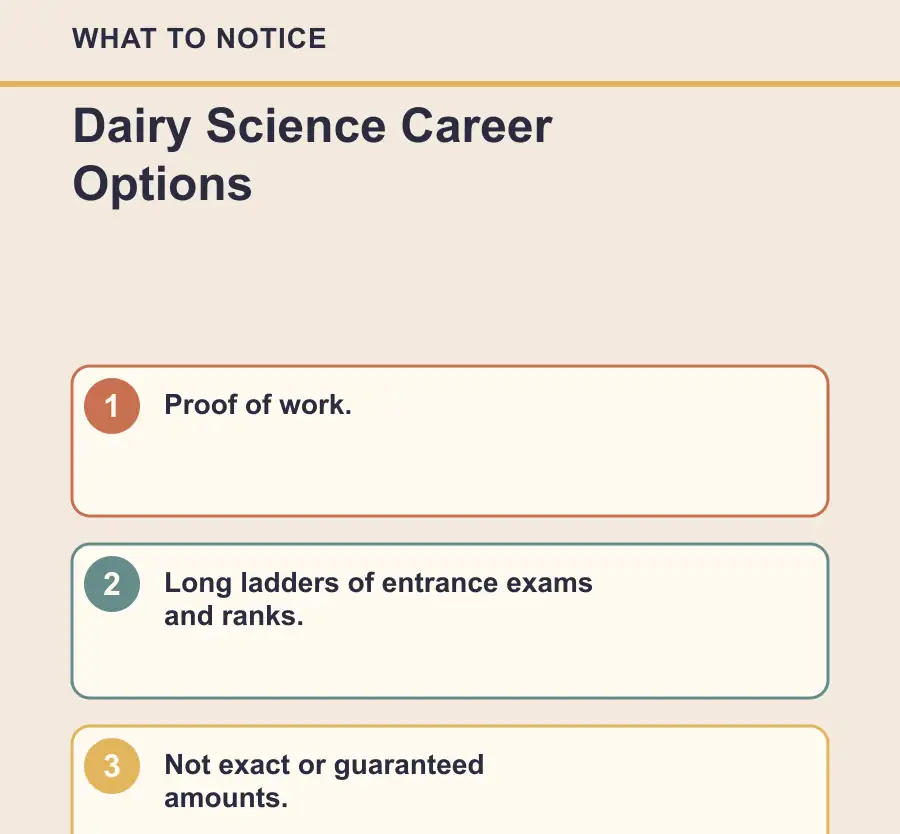 WHAT TO NOTICE
Dairy Science Career
Options
1
Proof of work.
2
Long ladders of entrance exams
and ranks.
3
Not exact or guaranteed
amounts.